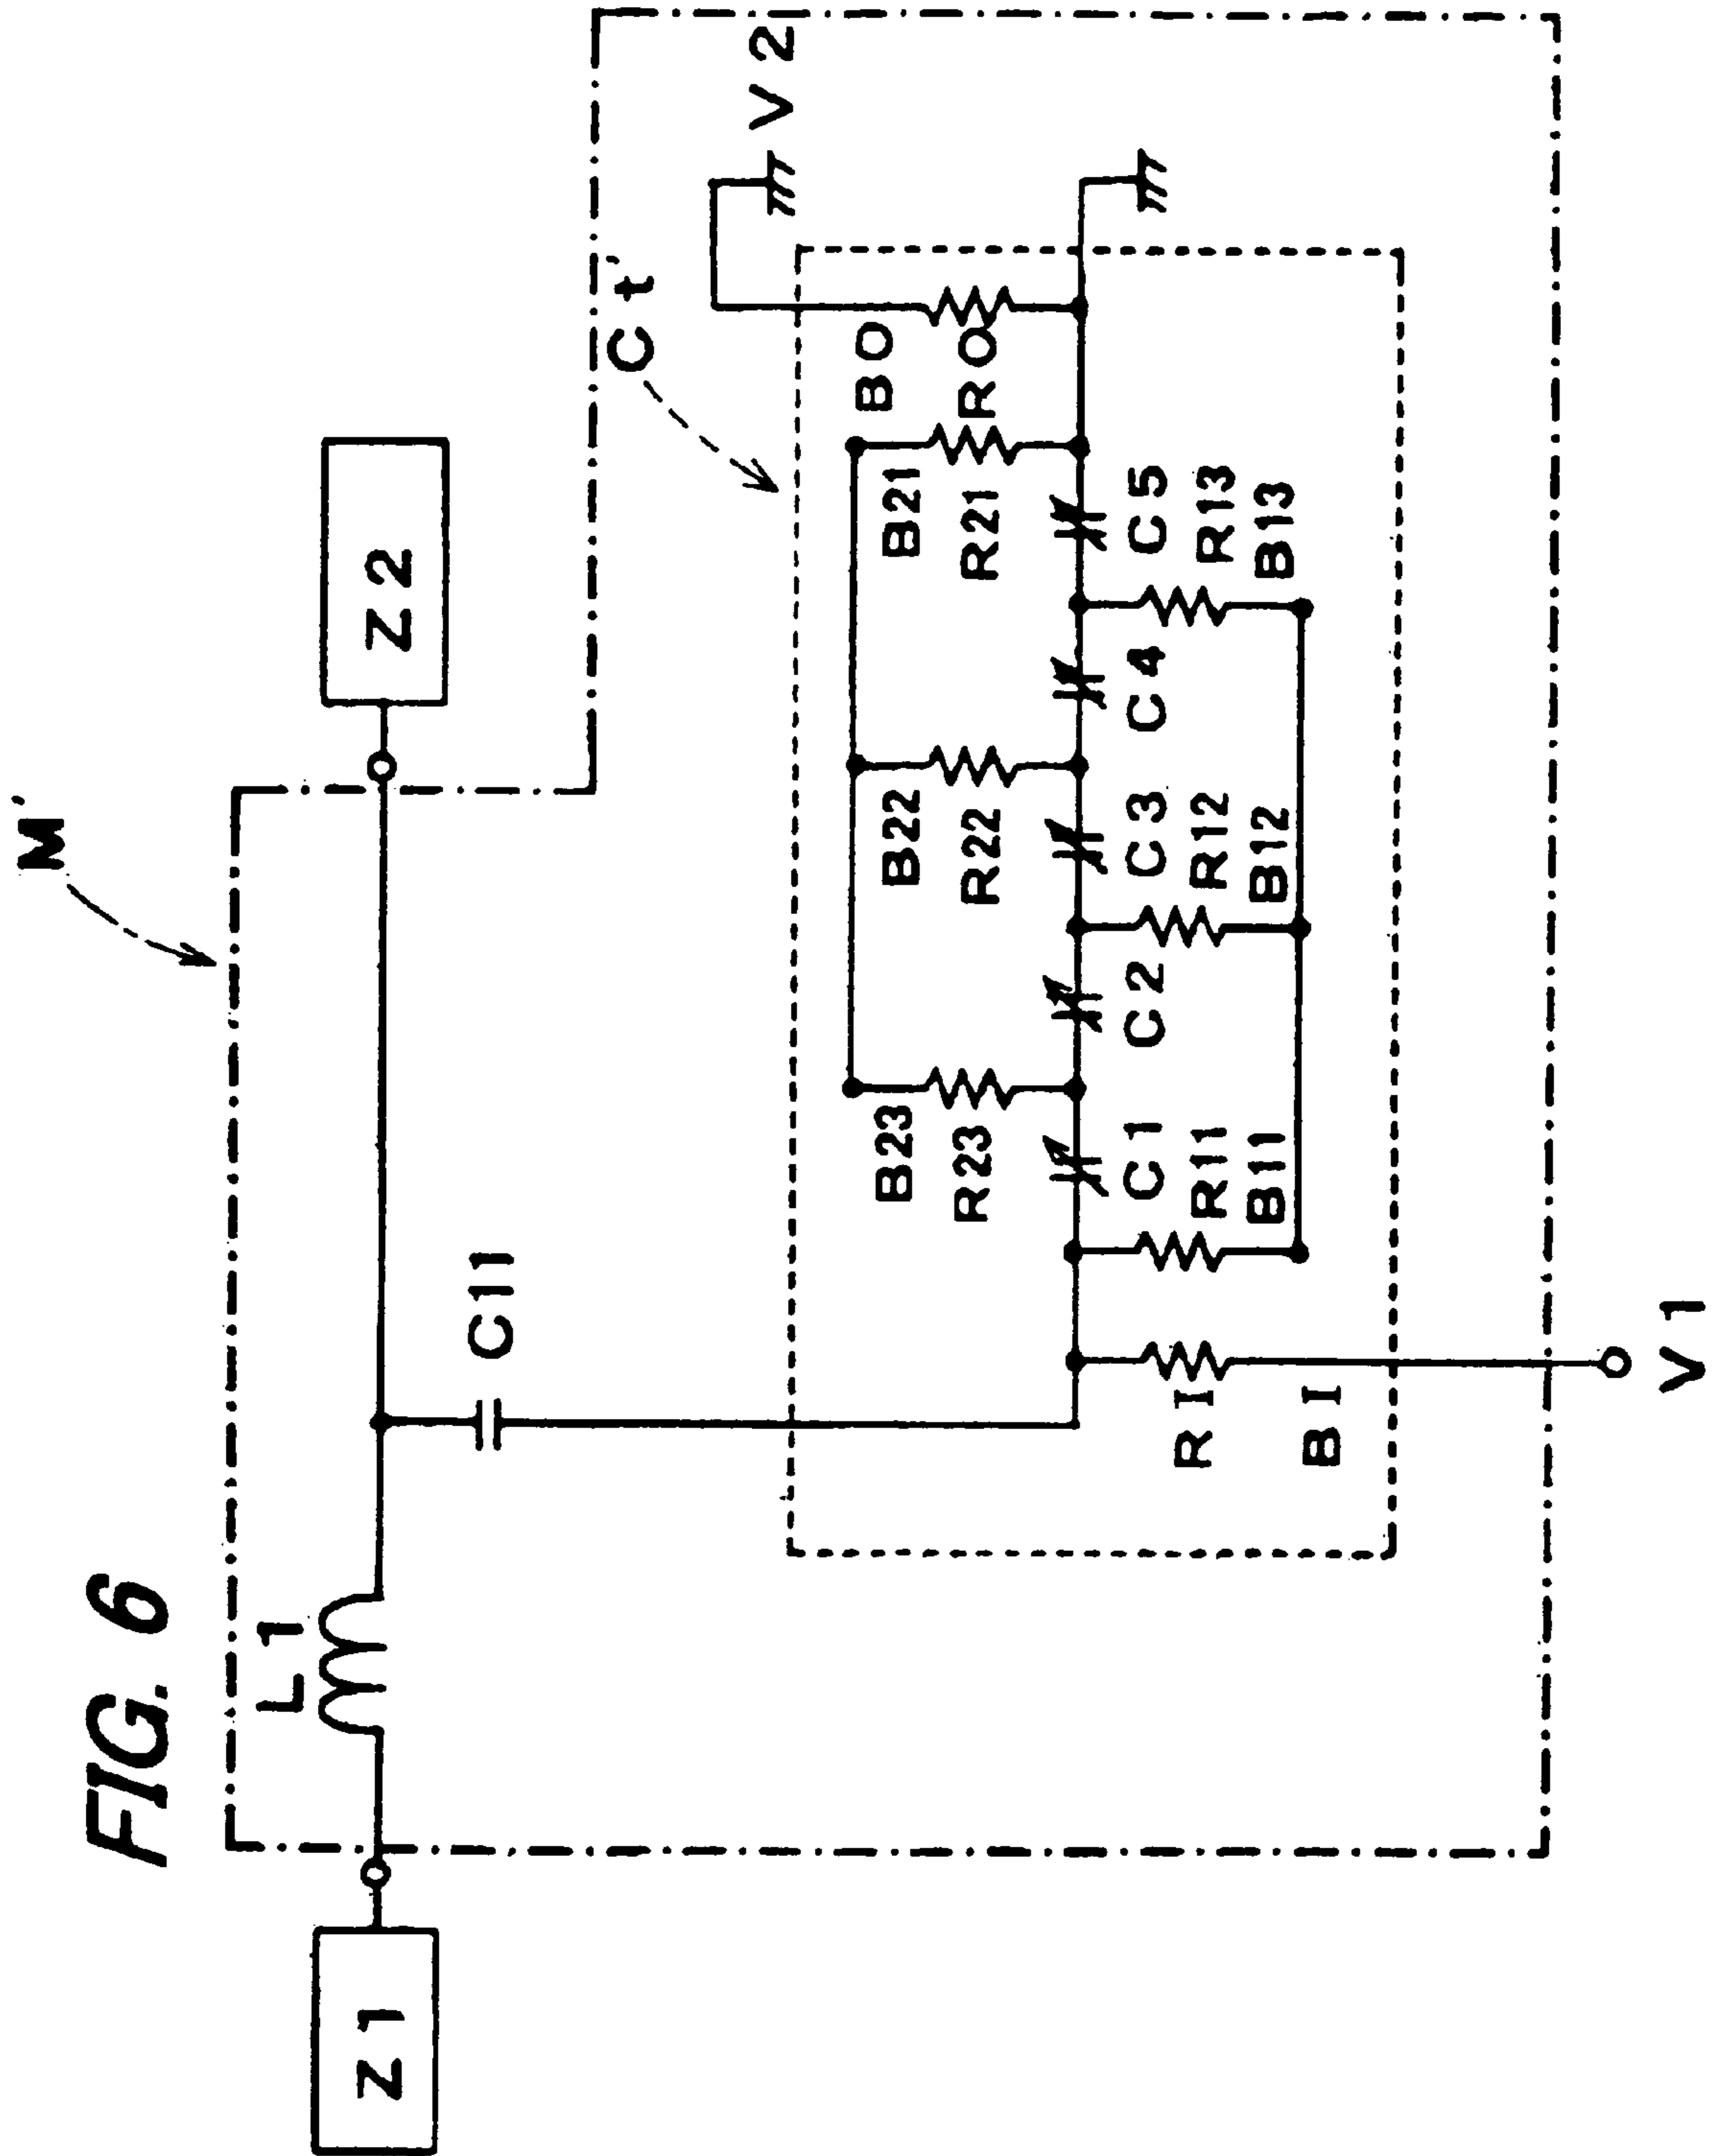 FIG. 6
M'
L1
Z1
Z2
C11
C't
V2
B23
B22
B21
BO
R23
R22
R21
RO
C1
C2
C3
C4
C5
RI
R11
R12
R13
BI
B11
B12
B13
V1